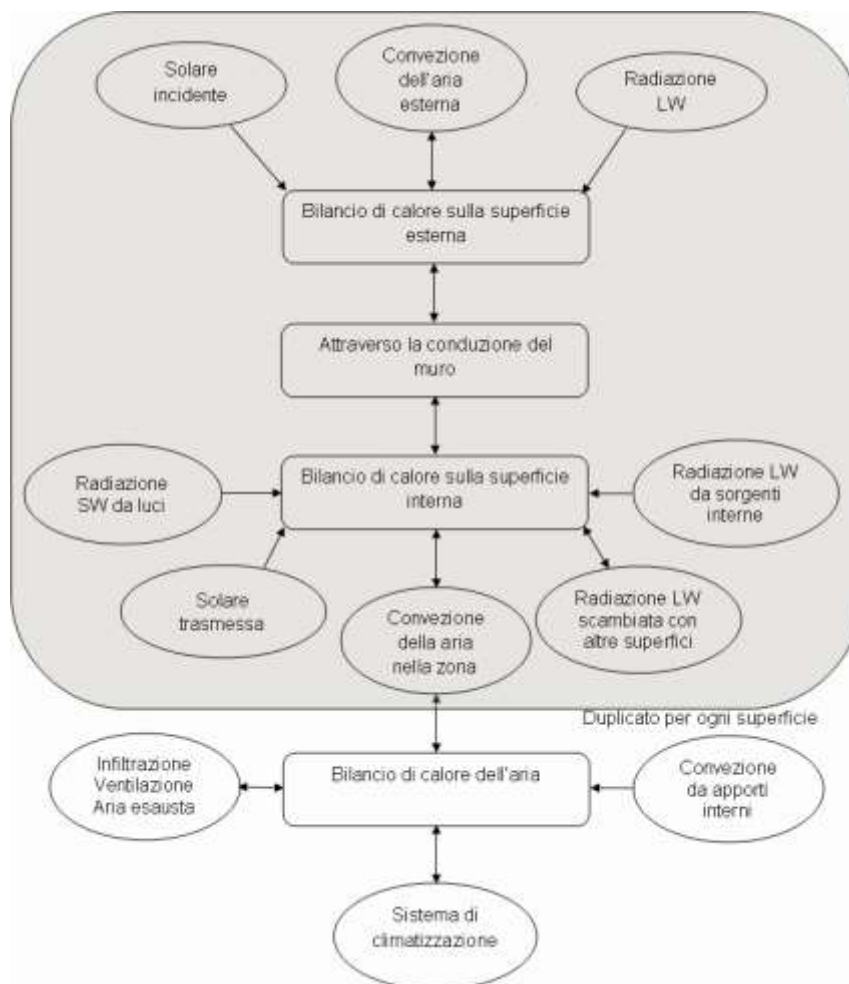 Solare
incidente
Convezione
dell'aria
esterna
Radiazione
LW
Bilancio di calore sulla superficie
esterna
Attraverso la conduzione del
muro
Radiazione
SW da luci
Bilancio di calore sulla superficie
interna
Radiazione LW
da sorgenti
interne
Solare
trasmessa
Convezione
della aria
nella zona
Radiazione LW
scambiata con
altre superfici
Duplicato per ogni superficie
Infiltrazione
Ventilazione
Aria esausta
Bilancio di calore dell'aria
Convezione
da apporti
interni
Sistema di
climatizzazione